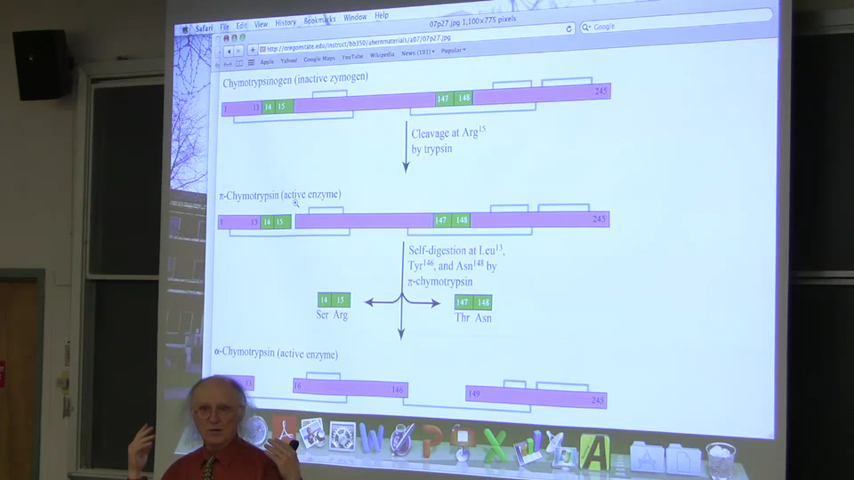 Safari File Edit View History Bookmarks Window Help
07p27.jpg 1,100×775 pixels
Google
Apple Yahoo! Google Maps YouTube Wikipedia News (193) Popular
Chymotrypsinogen (inactive zymogen)
1 13 14 15 147 148 245
Cleavage at Arg15
by trypsin
π-Chymotrypsin (active enzyme)
1 13 14 15 147 148 245
Self-digestion at Leu13,
Tyr146, and Asn148 by
π-chymotrypsin
14 15 147 148
Ser Arg Thr Asn
α-Chymotrypsin (active enzyme)
13 16 146 149 245